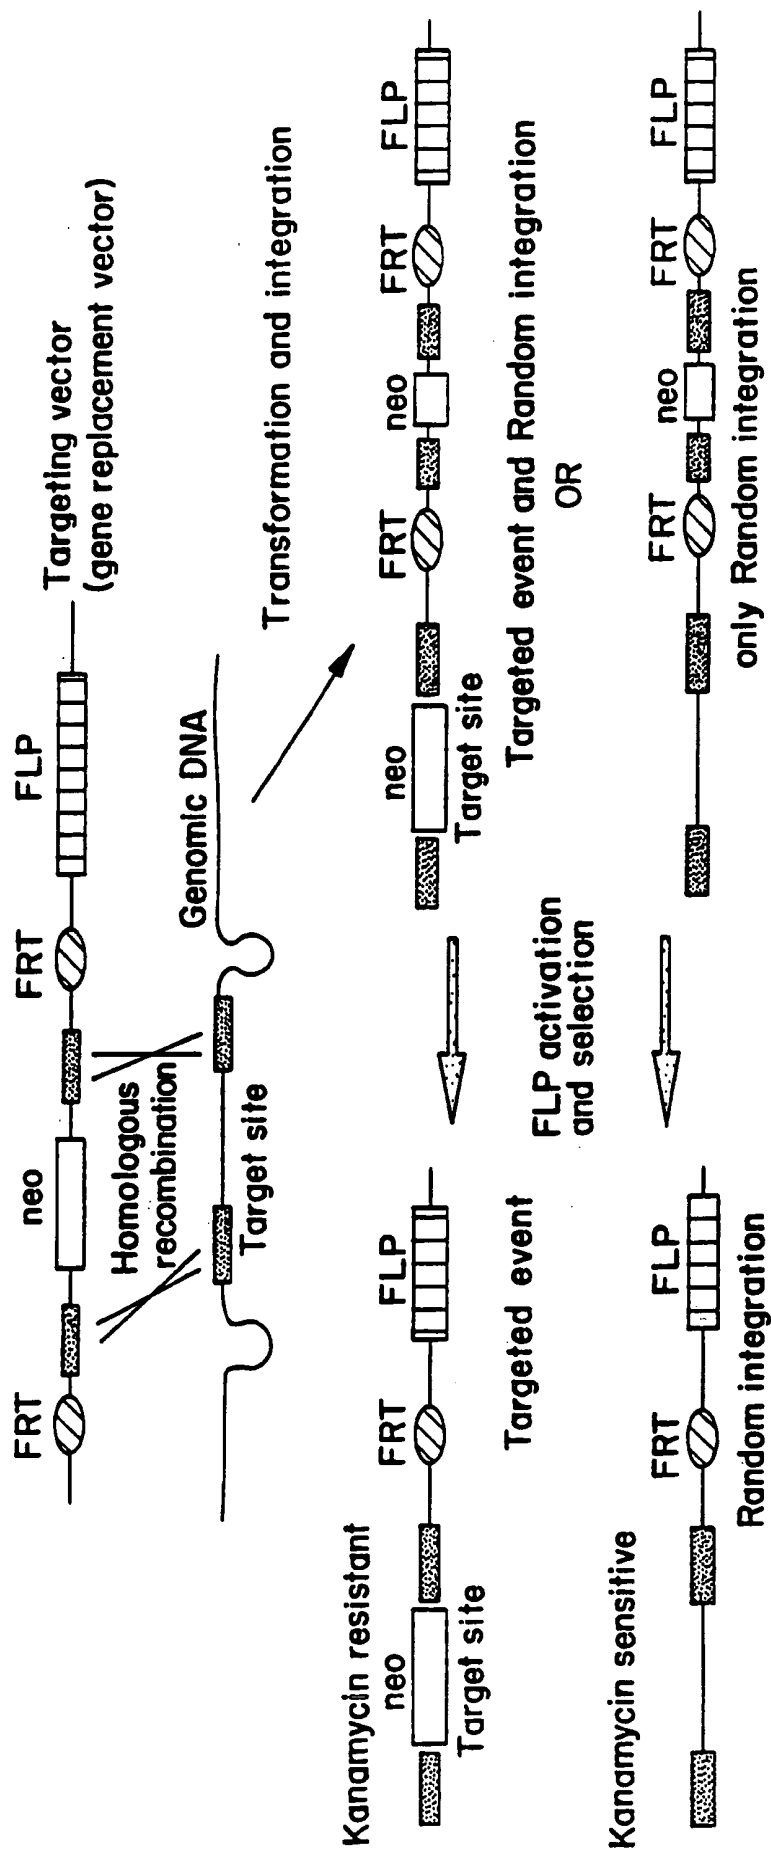 FRT
neo
FRT
FLP
Targeting vector
(gene replacement vector)
Homologous
recombination
Genomic DNA
Target site
Transformation and integration
Kanamycin resistant
neo
FRT
FLP
Target site
Targeted event
neo
FRT
neo
FRT
FLP
Target site
Targeted event and Random integration
FLP activation
and selection
OR
Kanamycin sensitive
FRT
FLP
Random integration
FRT
neo
FRT
FLP
only Random integration